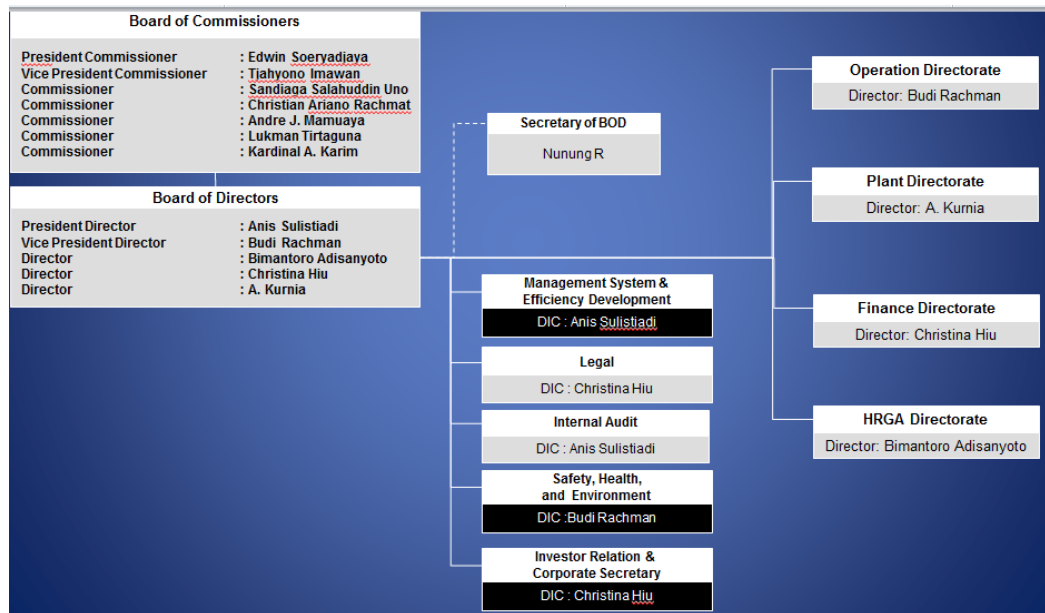 Board of Commissioners
President Commissioner : Edwin Soeryadjaya
Vice President Commissioner : Tjahyono Imawan
Commissioner : Sandiaga Salahuddin Uno
Commissioner : Christian Ariano Rachmat
Commissioner : Andre J. Mamuaya
Commissioner : Lukman Tirtaguna
Commissioner : Kardinal A. Karim
Board of Directors
President Director : Anis Sulistiadi
Vice President Director : Budi Rachman
Director : Bimantoro Adisanyoto
Director : Christina Hiu
Director : A. Kurnia
Secretary of BOD
Nunung R
Management System &
Efficiency Development
DIC : Anis Sulistiadi
Legal
DIC : Christina Hiu
Internal Audit
DIC : Anis Sulistiadi
Safety, Health,
and Environment
DIC :Budi Rachman
Investor Relation &
Corporate Secretary
DIC : Christina Hiu
Operation Directorate
Director: Budi Rachman
Plant Directorate
Director: A. Kurnia
Finance Directorate
Director: Christina Hiu
HRGA Directorate
Director: Bimantoro Adisanyoto